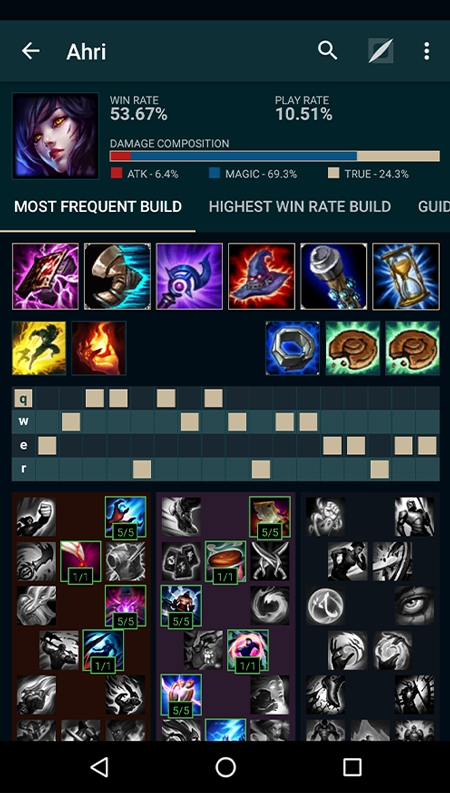 Ahri
WIN RATE
53.67%
PLAY RATE
10.51%
DAMAGE COMPOSITION
ATK - 6.4%
MAGIC - 69.3%
TRUE - 24.3%
MOST FREQUENT BUILD
HIGHEST WIN RATE BUILD
GUID
q
w
e
r
5/5
5/5
1/1
1/1
5/5
5/5
1/1
1/1
5/5